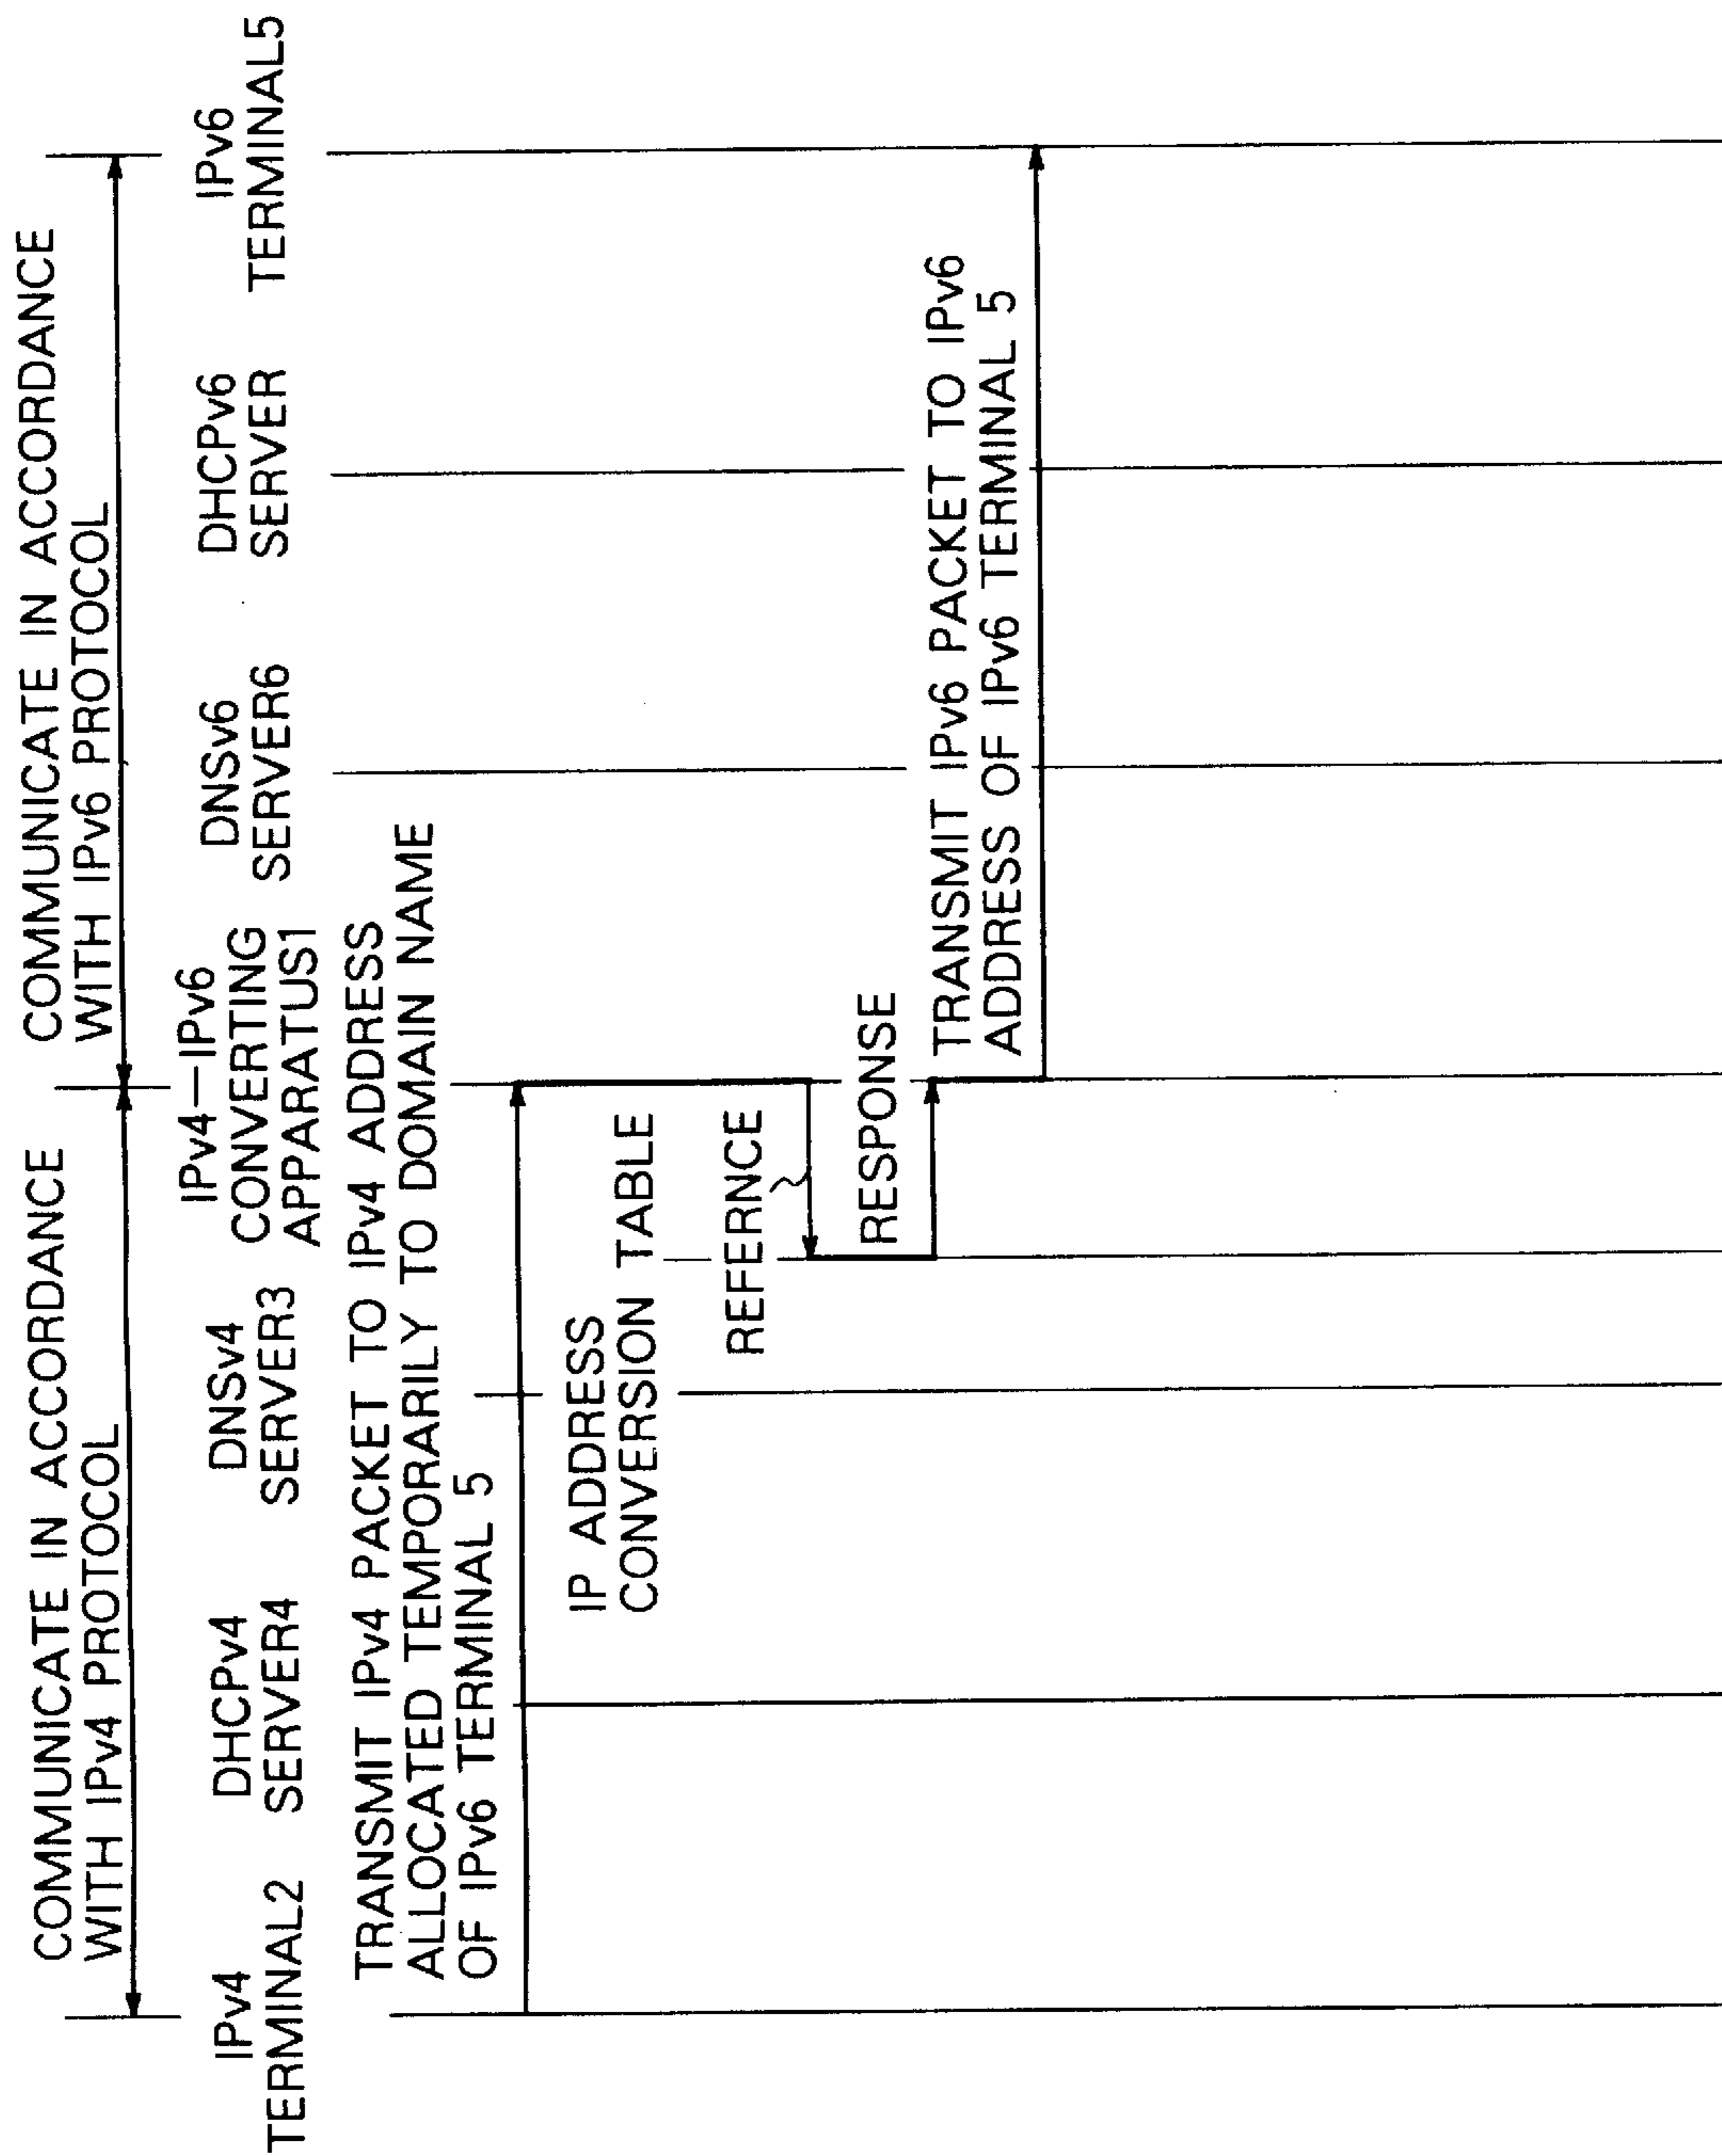 COMMUNICATE IN ACCORDANCE
WITH IPv4 PROTOCOL
COMMUNICATE IN ACCORDANCE
WITH IPv6 PROTOCOL
IPv4
TERMINAL2
DHCPv4
SERVER4
DNSv4
SERVER3
IPv4-IPv6
CONVERTING
APPARATUS1
DNSv6
SERVER6
DHCPv6
SERVER
IPv6
TERMINAL5
TRANSMIT IPv4 PACKET TO IPv4 ADDRESS
ALLOCATED TEMPORARILY TO DOMAIN NAME
OF IPv6 TERMINAL 5
IP ADDRESS
CONVERSION TABLE
REFERNCE
RESPONSE
TRANSMIT IPv6 PACKET TO IPv6
ADDRESS OF IPv6 TERMINAL 5